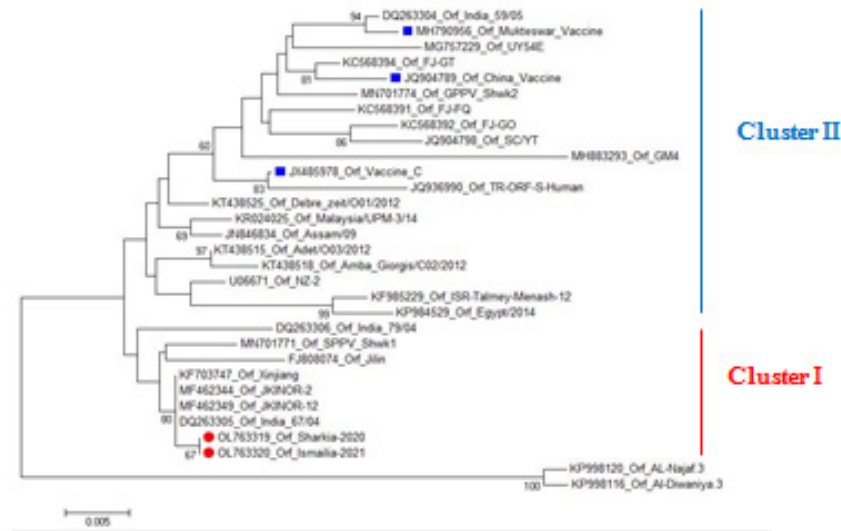 94
DQ263304_Orf_India_59/05
MH790956_Orf_Mukteswar_Vaccine
MG757229_Orf_UY54E
KC568394_Orf_FJ-GT
81
JQ904789_Orf_China_Vaccine
MN701774_Orf_GPPV_Shwk2
KC568391_Orf_FJ-FQ
KC568392_Orf_FJ-GO
86
JQ904798_Orf_SC/YT
60
MH883293_Orf_GM4
Cluster II
JX485978_Orf_Vaccine_C
83
JQ936990_Orf_TR-ORF-S-Human
KT438525_Orf_Debre_zeit/O01/2012
KR024025_Orf_Malaysia/UPM-3/14
69
JN846834_Orf_Assam/09
97
KT438515_Orf_Adet/O03/2012
KT438518_Orf_Amba_Giorgis/C02/2012
U06671_Orf_NZ-2
KF985229_Orf_ISR-Talmey-Menash-12
99
KP984529_Orf_Egypt/2014
DQ263306_Orf_India_79/04
MN701771_Orf_SPPV_Shwk1
FJ808074_Orf_Jilin
KF703747_Orf_Xinjiang
Cluster I
MF462344_Orf_JKINOR-2
MF462349_Orf_JKINOR-12
DQ263305_Orf_India_67/04
OL763319_Orf_Sharkia-2020
67
OL763320_Orf_Ismailia-2021
KP998120_Orf_AL-Najaf.3
100
KP998116_Orf_Al-Diwaniya.3
0.005